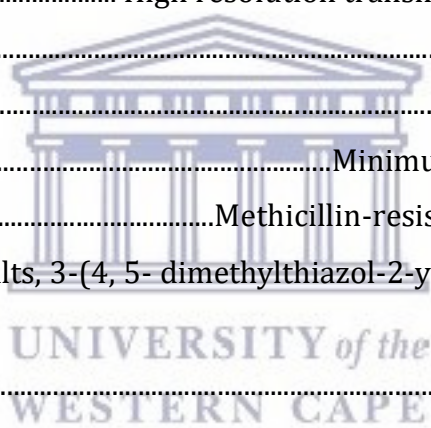 .................... High resolution transm
..........................................................................
..........................................................................
.......................................................Minimu
....................................Methicillin-resis
lts, 3-(4, 5- dimethylthiazol-2-y
UNIVERSITY of the
..........................................................................
WESTERN CAPE